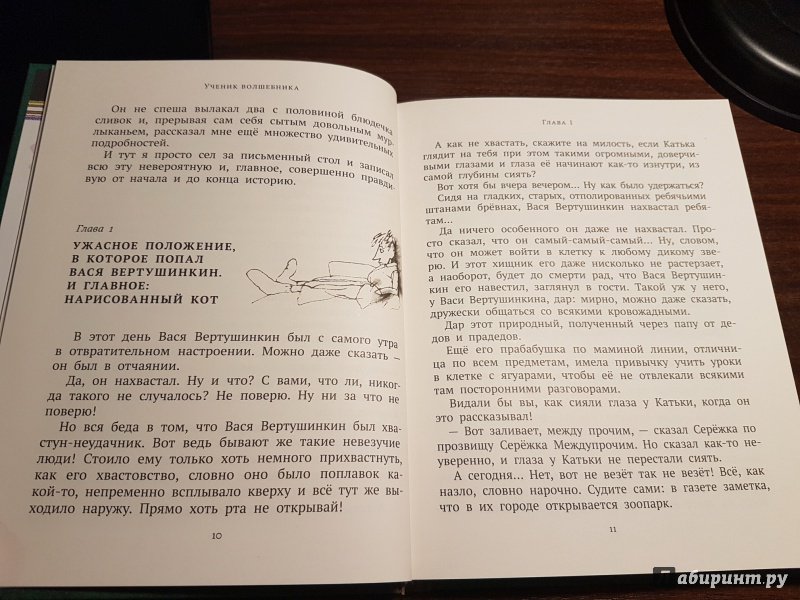 Ученик волшебника
Он не спеша вылакал два с половиной блюдечка
сливок и, прерывая сам себя сытым довольным мур-
лыканьем, рассказал мне ещё множество удивительных
подробностей.
И тут я просто сел за письменный стол и записал
всю эту невероятную и, главное, совершенно правди-
вую от начала и до конца историю.
Глава 1
УЖАСНОЕ ПОЛОЖЕНИЕ,
В КОТОРОЕ ПОПАЛ
ВАСЯ ВЕРТУШИНКИН.
И ГЛАВНОЕ:
НАРИСОВАННЫЙ КОТ
В этот день Вася Вертушинкин был с самого утра
в отвратительном настроении. Можно даже сказать –
он был в отчаянии.
Да, он нахвастал. Ну и что? С вами, что ли, никог-
да такого не случалось? Не поверю. Ну ни за что не
поверю!
Но вся беда в том, что Вася Вертушинкин был хва-
стун-неудачник. Вот ведь бывают же такие невезучие
люди! Стоило ему только хоть немного прихвастнуть,
как его хвастовство, словно оно было поплавок ка-
кой-то, непременно всплывало кверху и всё тут же вы-
ходило наружу. Прямо хоть рта не открывай!
10
Глава 1
А как не хвастать, скажите на милость, если Катька
глядит на тебя при этом такими огромными, доверчи-
выми глазами и глаза её начинают как-то изнутри, из
самой глубины сиять?
Вот хотя бы вчера вечером... Ну как было удержаться?
Сидя на гладких, старых, отполированных ребячьими
штанами брёвнах, Вася Вертушинкин нахвастал ребя-
там...
Да ничего особенного он даже не нахвастал. Просто
сказал, что он самый-самый-самый... Ну, словом,
что он может войти в клетку к любому дикому зве-
рю. И этот хищник его даже нисколько не растерзает,
а наоборот, будет до смерти рад, что Вася Вертушин-
кин его навестил, заглянул в гости. Такой уж у него,
у Васи Вертушинкина, дар: мирно, можно даже сказать,
дружески общаться со всякими кровожадными.
Дар этот природный, полученный через папу от де-
дов и прадедов.
Ещё его прабабушка по маминой линии, отлични-
ца по всем предметам, имела привычку учить уроки
в клетке с ягуарами, чтобы её не отвлекали всякими
там посторонними разговорами.
Видали бы вы, как сияли глаза у Катьки, когда он
это рассказывал!
— Вот заливает, между прочим, — сказал Серёжка по
прозвищу Серёжка Междупрочим. Но сказал как-то не-
уверенно, и глаза у Катьки не перестали сиять.
А сегодня... Нет, вот не везёт так не везёт! Всё, как
назло, словно нарочно. Судите сами: в газете заметка,
что в их городе открывается зоопарк.
11
Лабиринт.ру